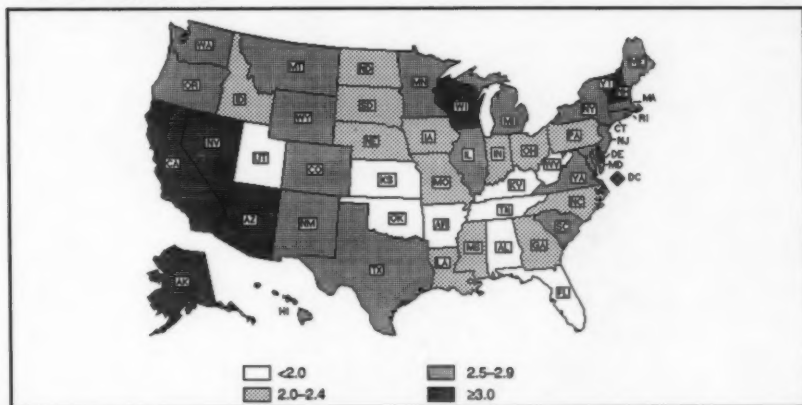 WA
MT
ND
MN
ME
OR
ID
SD
WI
VT
NH
WY
MI
NY
MA
RI
NV
NE
IA
PA
CT
NJ
CA
UT
CO
IL
IN
OH
DE
MD
KS
MO
WV
VA
DC
KY
AZ
NM
OK
AR
TN
NC
SC
TX
LA
MS
AL
GA
AK
HI
FL
<2.0
2.5–2.9
2.0–2.4
≥3.0